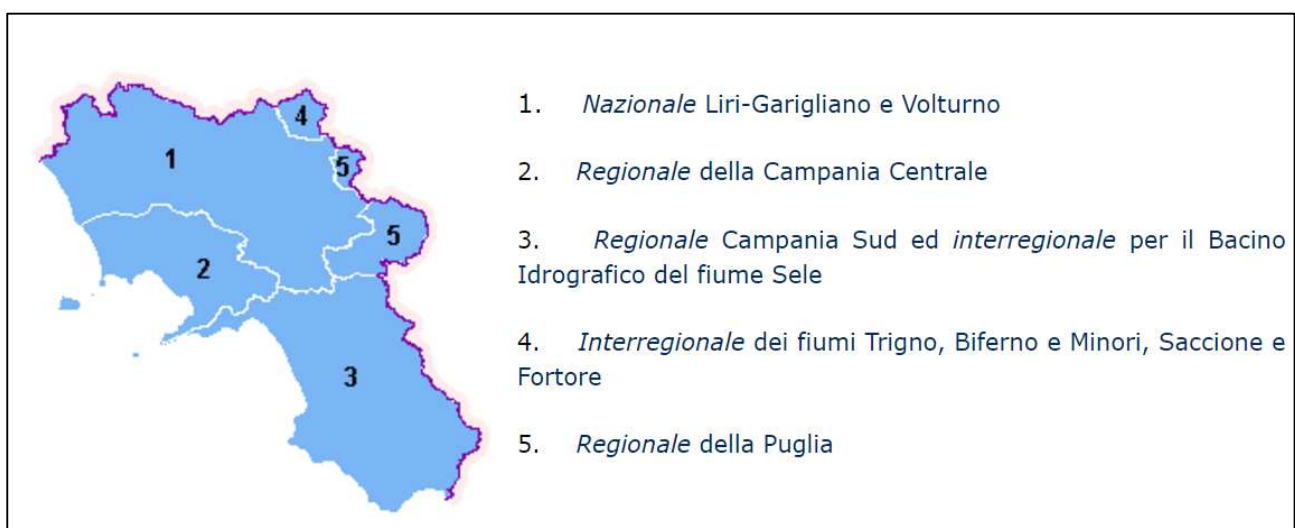 4
1
5
5
2
3
1. Nazionale Liri-Garigliano e Volturno
2. Regionale della Campania Centrale
3. Regionale Campania Sud ed interregionale per il Bacino
Idrografico del fiume Sele
4. Interregionale dei fiumi Trigno, Biferno e Minori, Saccione e
Fortore
5. Regionale della Puglia